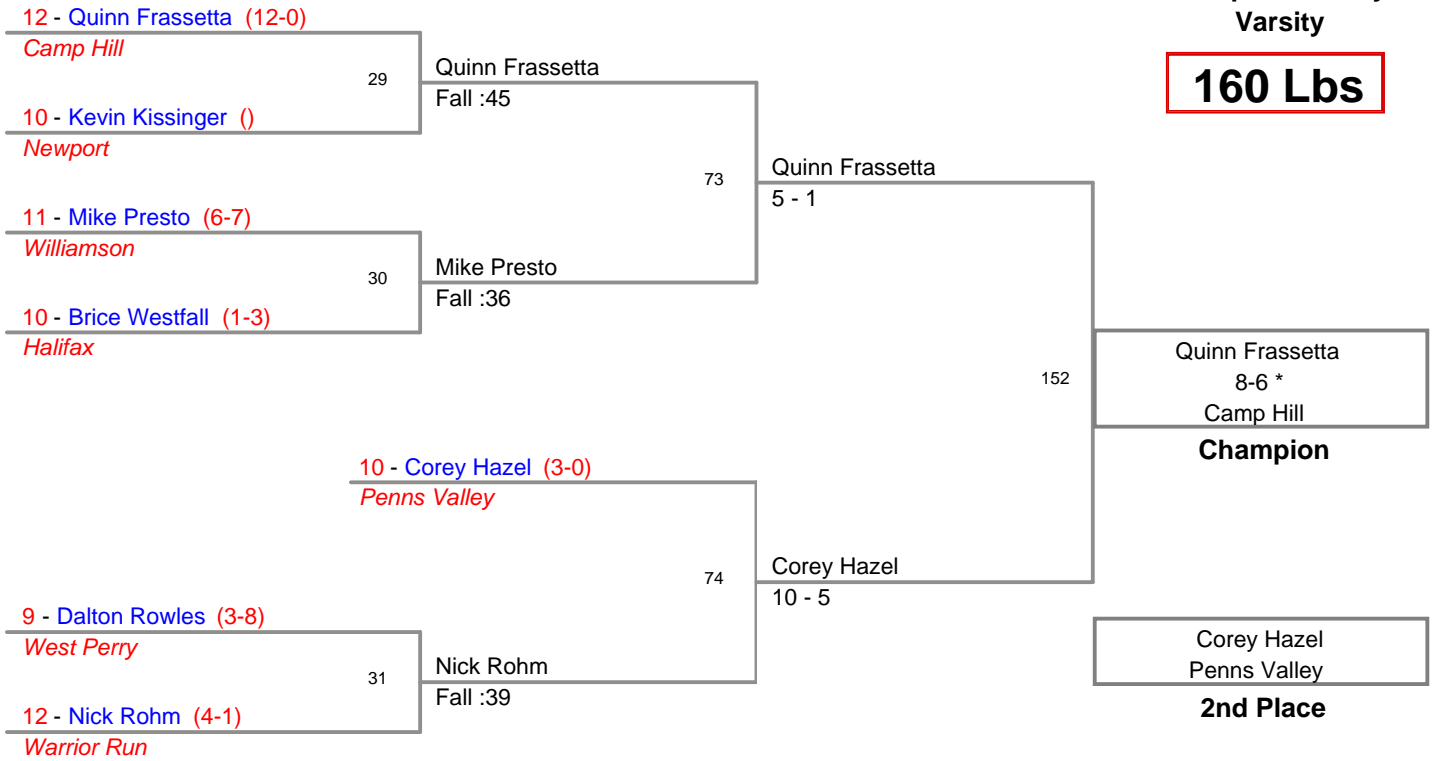 Varsity
160 Lbs
12 - Quinn Frassetta (12-0)
Camp Hill
29
Quinn Frassetta
Fall :45
10 - Kevin Kissinger ()
Newport
73
Quinn Frassetta
5 - 1
11 - Mike Presto (6-7)
Williamson
30
Mike Presto
Fall :36
10 - Brice Westfall (1-3)
Halifax
152
Quinn Frassetta
8-6 *
Camp Hill
Champion
10 - Corey Hazel (3-0)
Penns Valley
74
Corey Hazel
10 - 5
9 - Dalton Rowles (3-8)
West Perry
31
Nick Rohm
Fall :39
12 - Nick Rohm (4-1)
Warrior Run
Corey Hazel
Penns Valley
2nd Place